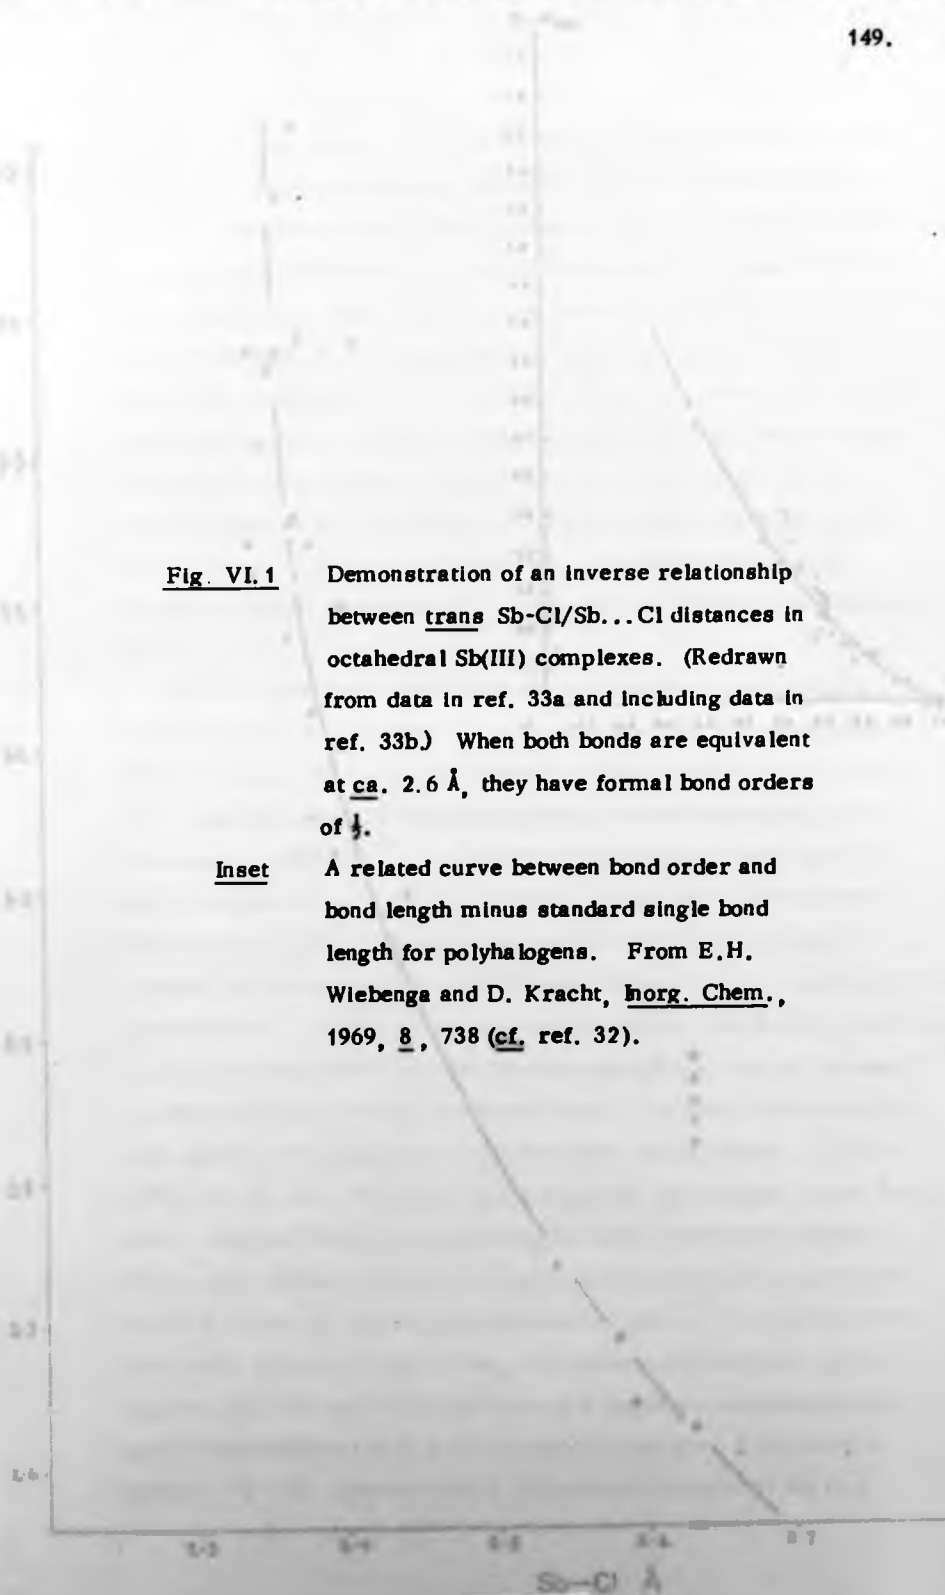 149.
Fig. VI.1 Demonstration of an inverse relationship
between trans Sb-Cl/Sb...Cl distances in
octahedral Sb(III) complexes. (Redrawn
from data in ref. 33a and including data in
ref. 33b.) When both bonds are equivalent
at ca. 2.6 Å, they have formal bond orders
of ½.
Inset A related curve between bond order and
bond length minus standard single bond
length for polyhalogens. From E.H.
Wiebenga and D. Kracht, Inorg. Chem.,
1969, 8, 738 (cf. ref. 32).
Sb-Cl Å